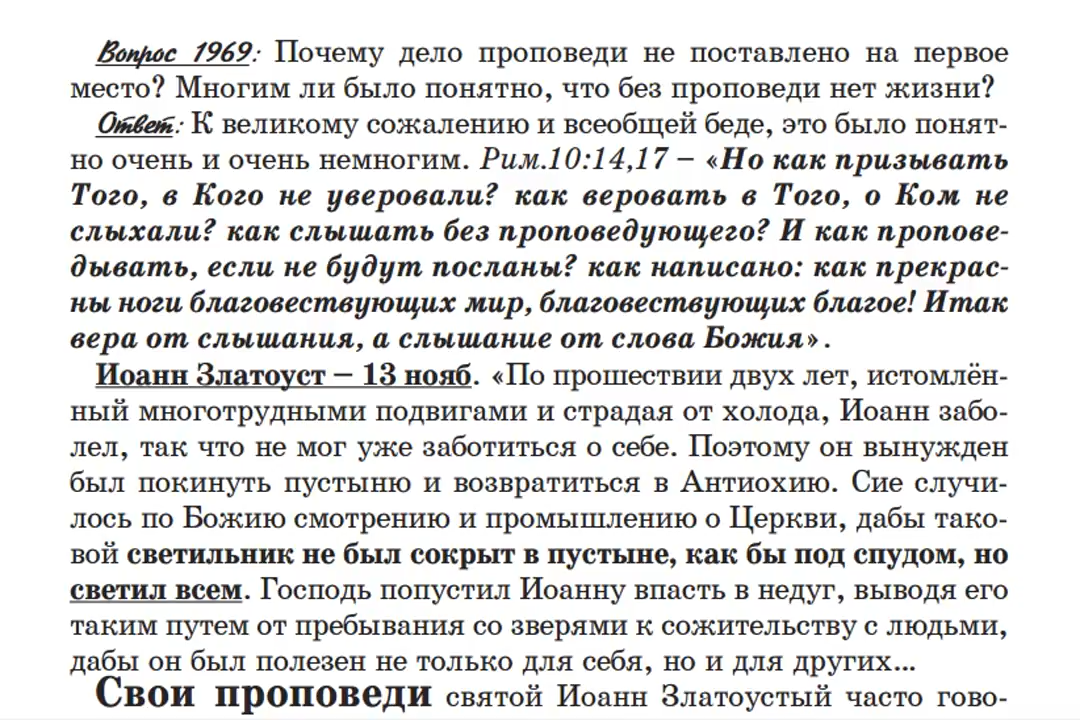 Вопрос 1969: Почему дело проповеди не поставлено на первое
место? Многим ли было понятно, что без проповеди нет жизни?
Ответ: К великому сожалению и всеобщей беде, это было понят-
но очень и очень немногим. Рим.10:14,17 – «Но как призывать
Того, в Кого не уверовали? как веровать в Того, о Ком не
слыхали? как слышать без проповедующего? И как пропове-
дывать, если не будут посланы? как написано: как прекрас-
ны ноги благовествующих мир, благовествующих благое! Итак
вера от слышания, а слышание от слова Божия».
Иоанн Златоуст – 13 нояб. «По прошествии двух лет, истомлён-
ный многотрудными подвигами и страдая от холода, Иоанн забо-
лел, так что не мог уже заботиться о себе. Поэтому он вынужден
был покинуть пустыню и возвратиться в Антиохию. Сие случи-
лось по Божию смотрению и промышлению о Церкви, дабы тако-
вой светильник не был сокрыт в пустыне, как бы под спудом, но
светил всем. Господь попустил Иоанну впасть в недуг, выводя его
таким путем от пребывания со зверями к сожительству с людьми,
дабы он был полезен не только для себя, но и для других...
Свои проповеди святой Иоанн Златоустый часто гово-